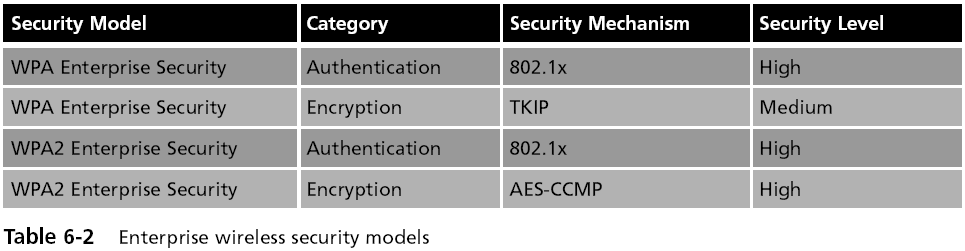 Security Model Category Security Mechanism Security Level
WPA Enterprise Security Authentication 802.1x High
WPA Enterprise Security Encryption TKIP Medium
WPA2 Enterprise Security Authentication 802.1x High
WPA2 Enterprise Security Encryption AES-CCMP High
Table 6-2 Enterprise wireless security models